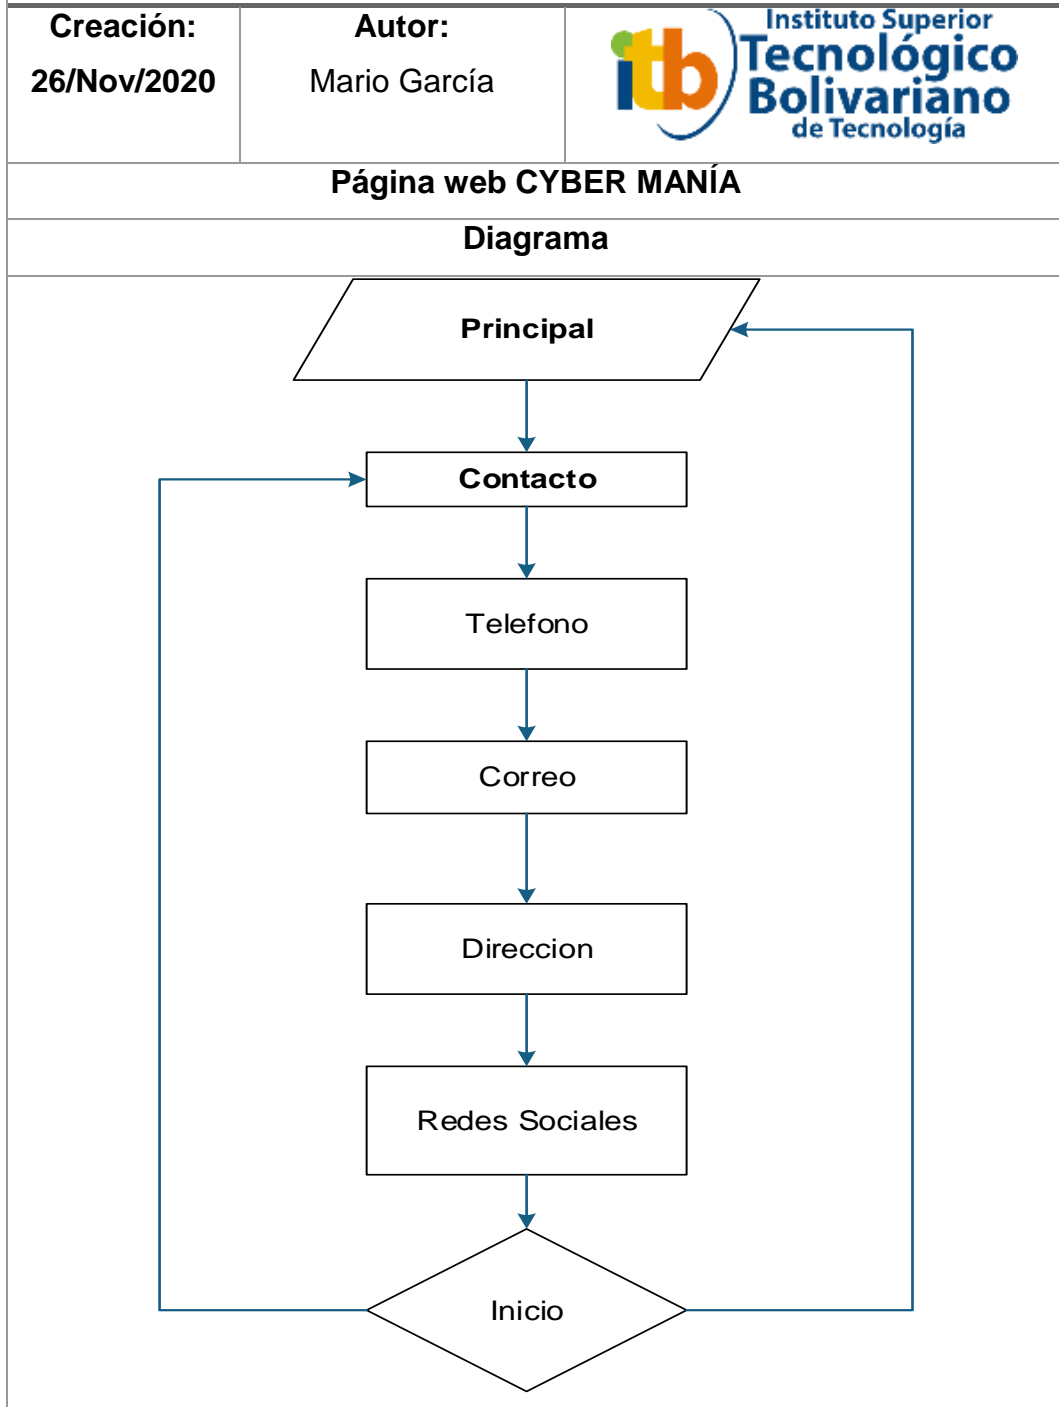 Creación:
26/Nov/2020
Autor:
Mario García
itb
Instituto Superior
Tecnológico
Bolivariano
de Tecnología
Página web CYBER MANÍA
Diagrama
Principal
Contacto
Telefono
Correo
Direccion
Redes Sociales
Inicio